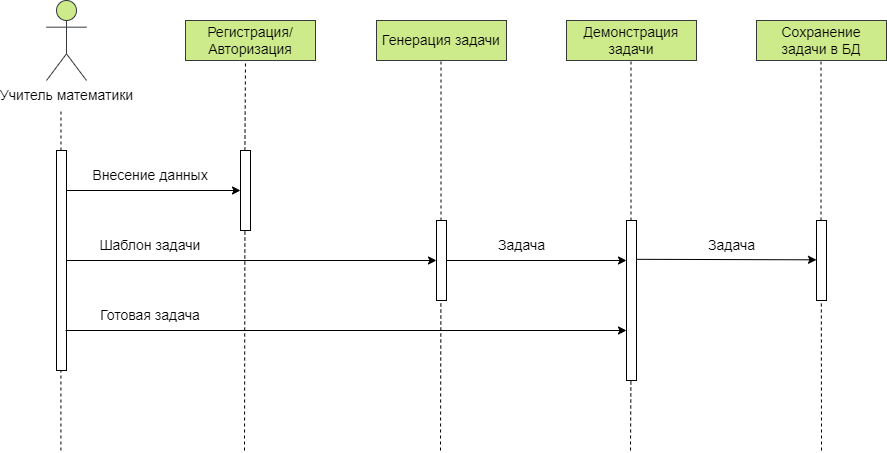 Учитель математики
Регистрация/
Авторизация
Генерация задачи
Демонстрация
задачи
Сохранение
задачи в БД
Внесение данных
Шаблон задачи
Задача
Задача
Готовая задача